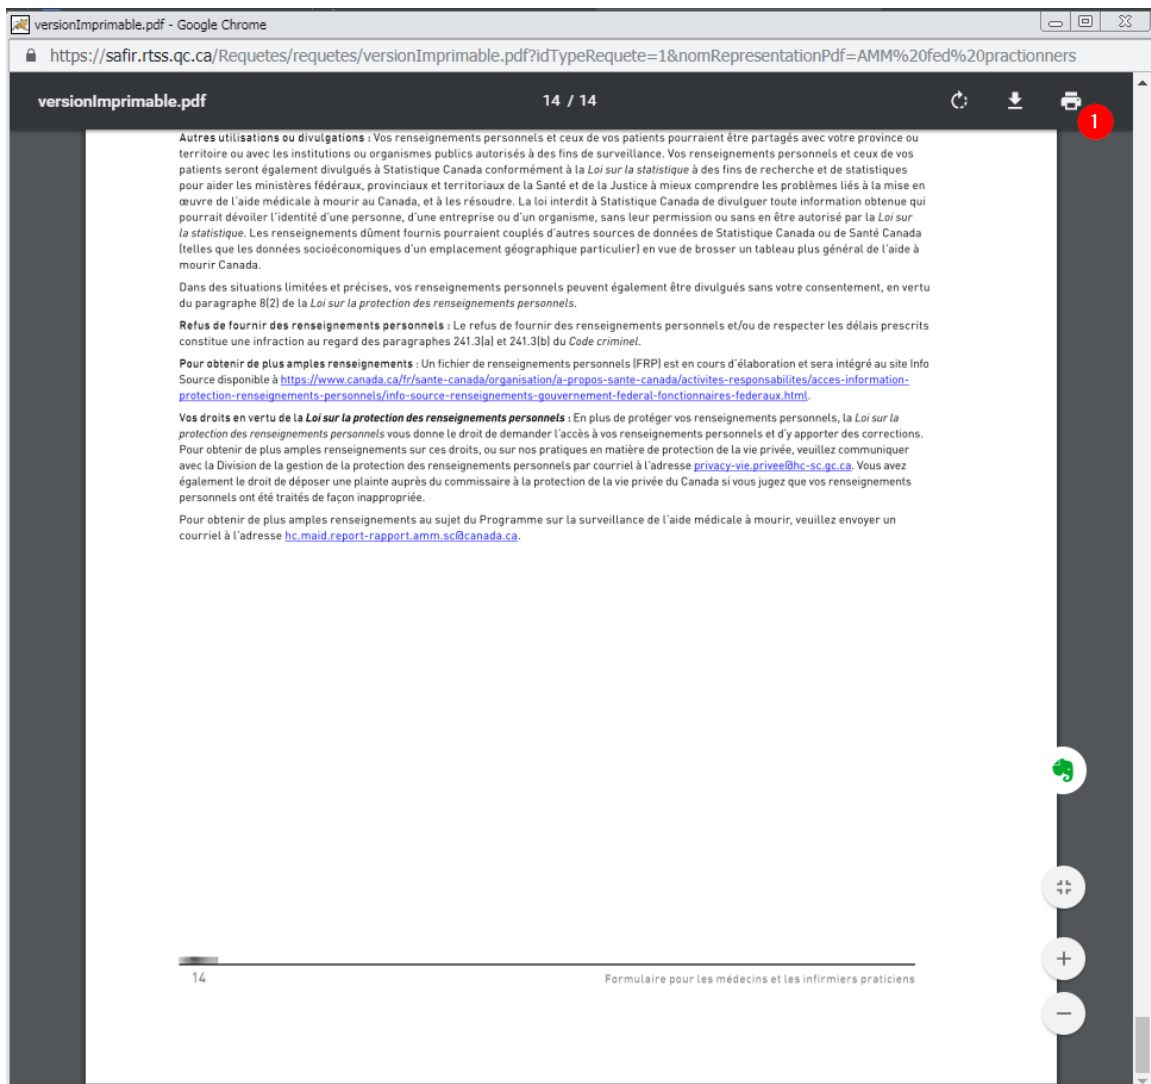 versionImprimable.pdf - Google Chrome
https://safir.rtss.qc.ca/Requetes/requetes/versionImprimable.pdf?idTypeRequete=1&nomRepresentationPdf=AMM%20fed%20practionners
versionImprimable.pdf 14 / 14
1
Autres utilisations ou divulgations : Vos renseignements personnels et ceux de vos patients pourraient être partagés avec votre province ou
territoire ou avec les institutions ou organismes publics autorisés à des fins de surveillance. Vos renseignements personnels et ceux de vos
patients seront également divulgués à Statistique Canada conformément à la Loi sur la statistique à des fins de recherche et de statistiques
pour aider les ministères fédéraux, provinciaux et territoriaux de la Santé et de la Justice à mieux comprendre les problèmes liés à la mise en
œuvre de l'aide médicale à mourir au Canada, et à les résoudre. La loi interdit à Statistique Canada de divulguer toute information obtenue qui
pourrait dévoiler l'identité d'une personne, d'une entreprise ou d'un organisme, sans leur permission ou sans en être autorisé par la Loi sur
la statistique. Les renseignements dûment fournis pourraient couplés d'autres sources de données de Statistique Canada ou de Santé Canada
(telles que les données socioéconomiques d'un emplacement géographique particulier) en vue de brosser un tableau plus général de l'aide à
mourir Canada.
Dans des situations limitées et précises, vos renseignements personnels peuvent également être divulgués sans votre consentement, en vertu
du paragraphe 8(2) de la Loi sur la protection des renseignements personnels.
Refus de fournir des renseignements personnels : Le refus de fournir des renseignements personnels et/ou de respecter les délais prescrits
constitue une infraction au regard des paragraphes 241.3(a) et 241.3(b) du Code criminel.
Pour obtenir de plus amples renseignements : Un fichier de renseignements personnels (FRP) est en cours d'élaboration et sera intégré au site Info
Source disponible à https://www.canada.ca/fr/sante-canada/organisation/a-propos-sante-canada/activites-responsabilites/acces-information-
protection-renseignements-personnels/info-source-renseignements-gouvernement-federal-fonctionnaires-federaux.html.
Vos droits en vertu de la Loi sur la protection des renseignements personnels : En plus de protéger vos renseignements personnels, la Loi sur la
protection des renseignements personnels vous donne le droit de demander l'accès à vos renseignements personnels et d'y apporter des corrections.
Pour obtenir de plus amples renseignements sur ces droits, ou sur nos pratiques en matière de protection de la vie privée, veuillez communiquer
avec la Division de la gestion de la protection des renseignements personnels par courriel à l'adresse privacy-vie.privee@hc-sc.gc.ca. Vous avez
également le droit de déposer une plainte auprès du commissaire à la protection de la vie privée du Canada si vous jugez que vos renseignements
personnels ont été traités de façon inappropriée.
Pour obtenir de plus amples renseignements au sujet du Programme sur la surveillance de l'aide médicale à mourir, veuillez envoyer un
courriel à l'adresse hc.maid.report-rapport.amm.sc@canada.ca.
14 Formulaire pour les médecins et les infirmiers praticiens